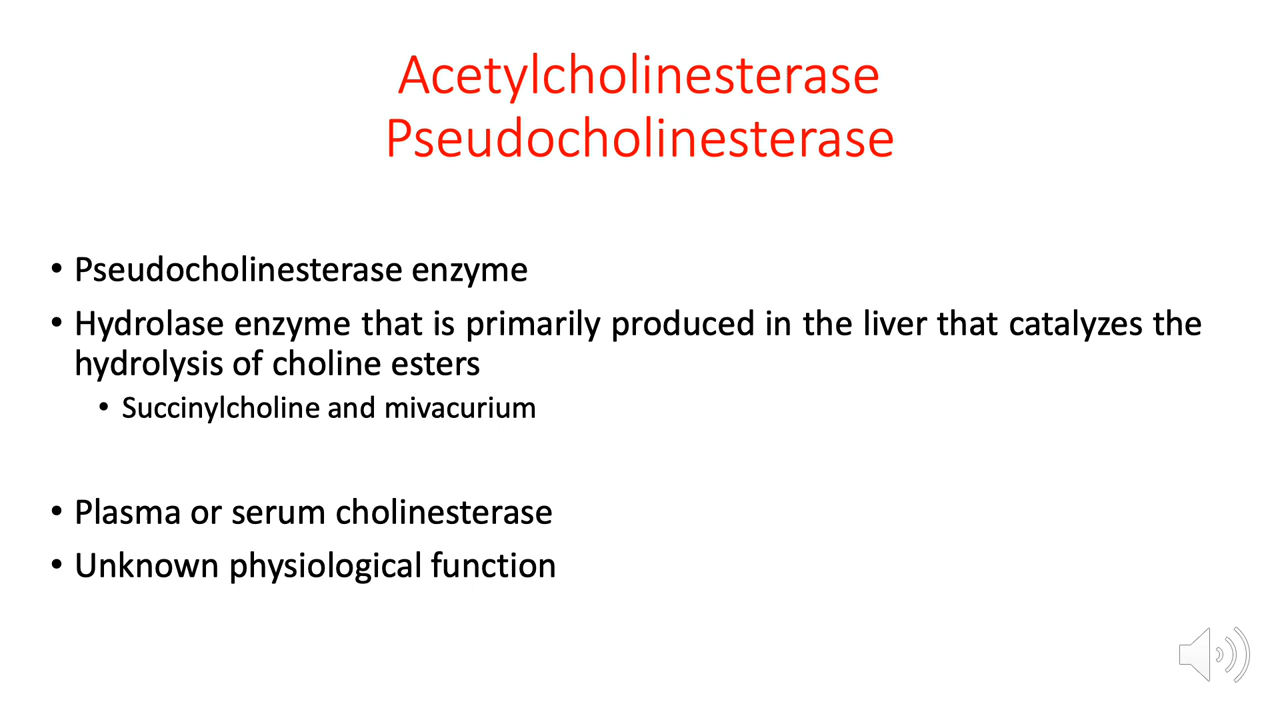 Acetylcholinesterase
Pseudocholinesterase
• Pseudocholinesterase enzyme
• Hydrolase enzyme that is primarily produced in the liver that catalyzes the
hydrolysis of choline esters
• Succinylcholine and mivacurium
• Plasma or serum cholinesterase
• Unknown physiological function